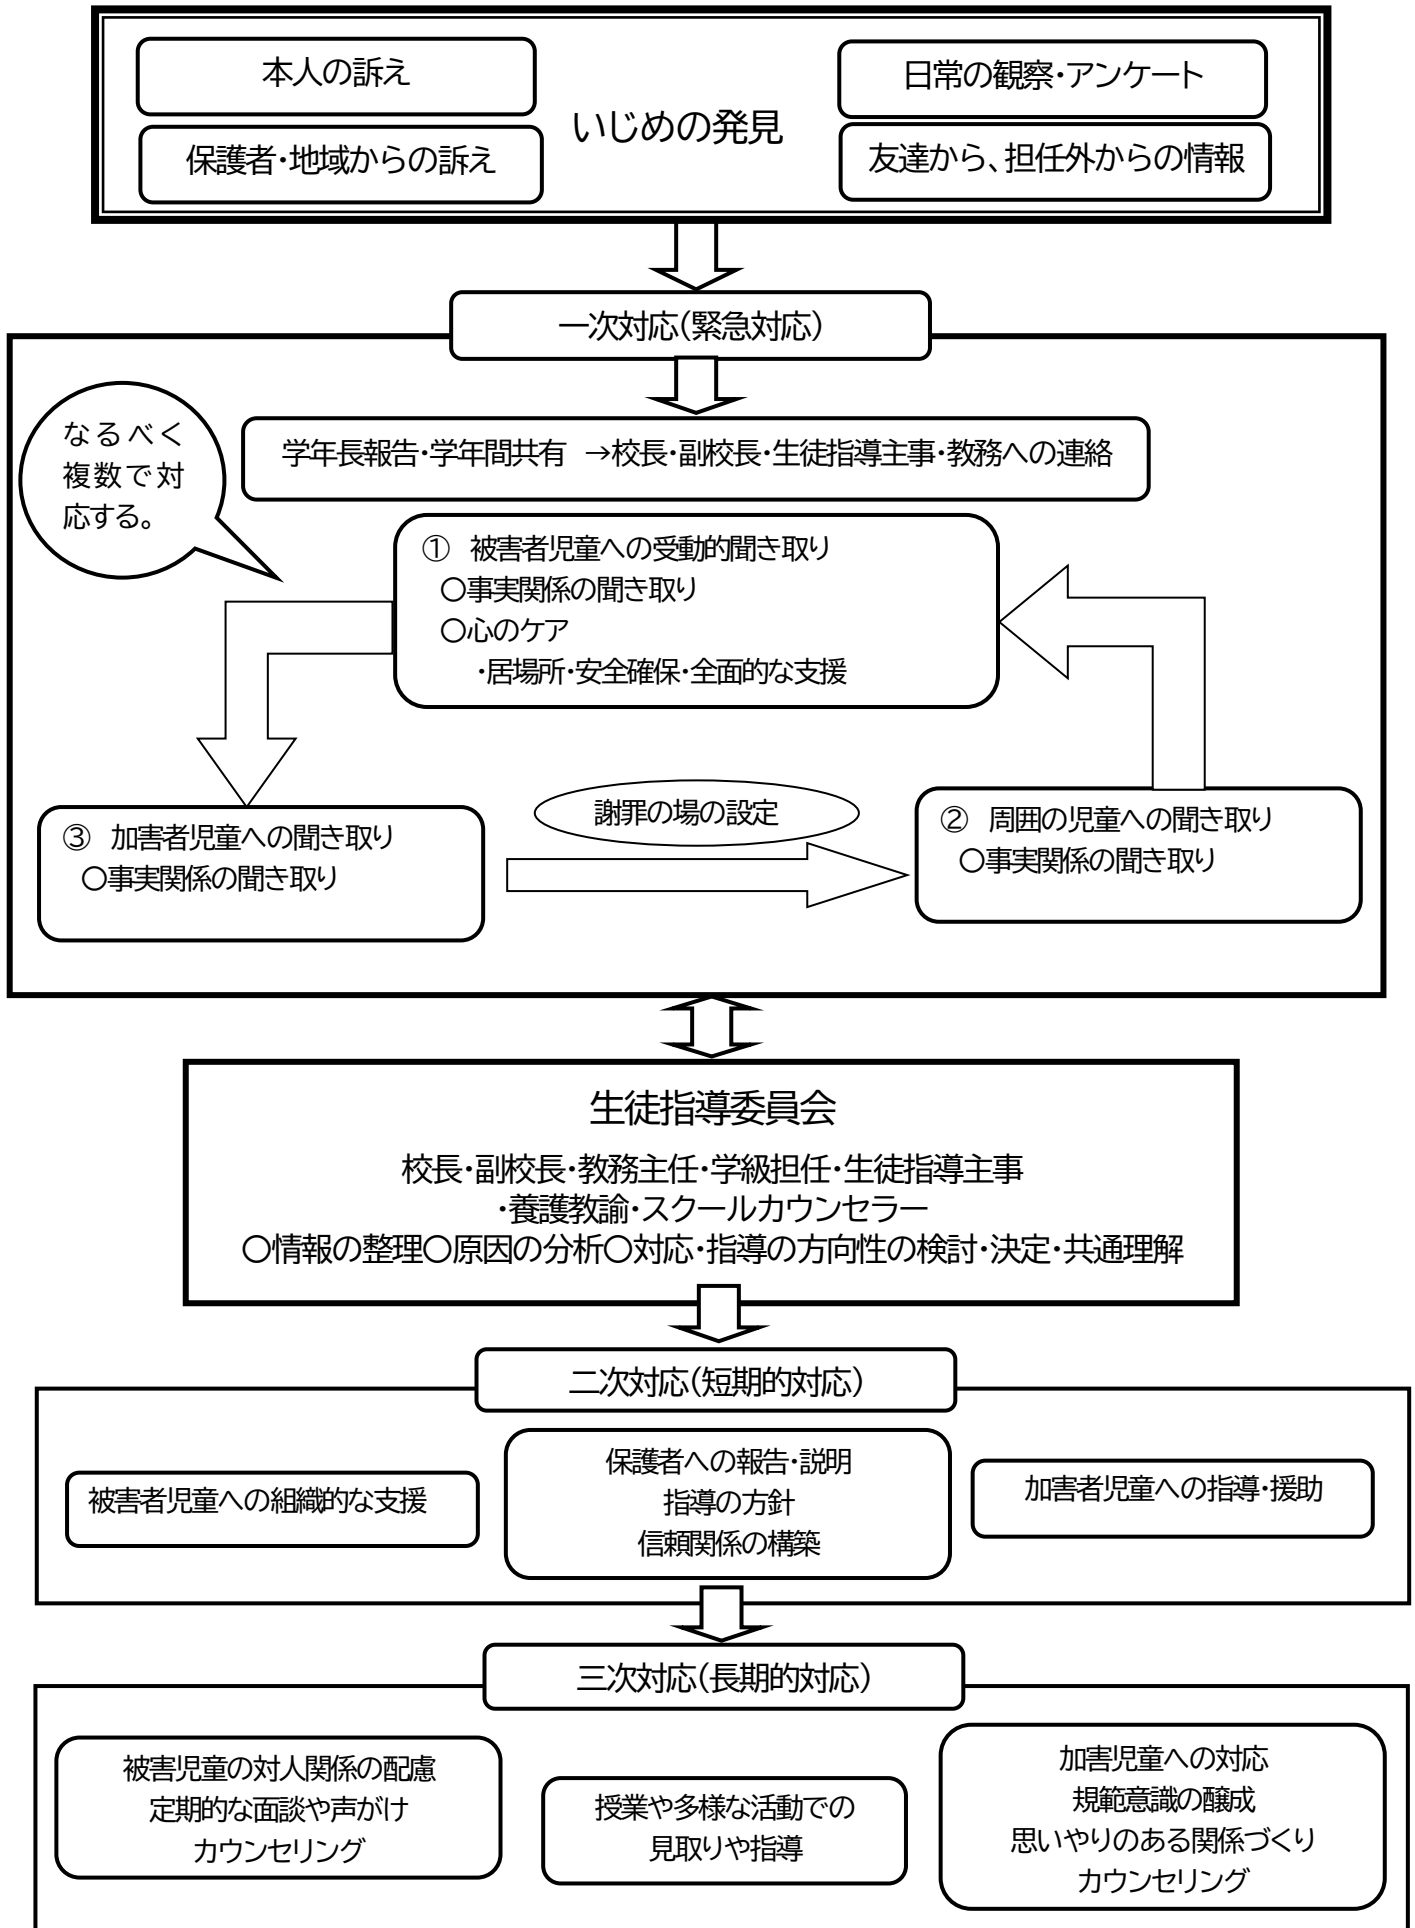 本人の訴え
日常の観察・アンケート
いじめの発見
保護者・地域からの訴え
友達から、担任外からの情報
一次対応(緊急対応)
なるべく
複数で対
応する。
学年長報告・学年間共有　→校長・副校長・生徒指導主事・教務への連絡
①　被害者児童への受動的聞き取り
〇事実関係の聞き取り
〇心のケア
・居場所・安全確保・全面的な支援
謝罪の場の設定
③　加害者児童への聞き取り
〇事実関係の聞き取り
②　周囲の児童への聞き取り
〇事実関係の聞き取り
生徒指導委員会
校長・副校長・教務主任・学級担任・生徒指導主事
・養護教諭・スクールカウンセラー
〇情報の整理〇原因の分析〇対応・指導の方向性の検討・決定・共通理解
二次対応(短期的対応)
被害者児童への組織的な支援
保護者への報告・説明
指導の方針
信頼関係の構築
加害者児童への指導・援助
三次対応(長期的対応)
被害児童の対人関係の配慮
定期的な面談や声がけ
カウンセリング
授業や多様な活動での
見取りや指導
加害児童への対応
規範意識の醸成
思いやりのある関係づくり
カウンセリング